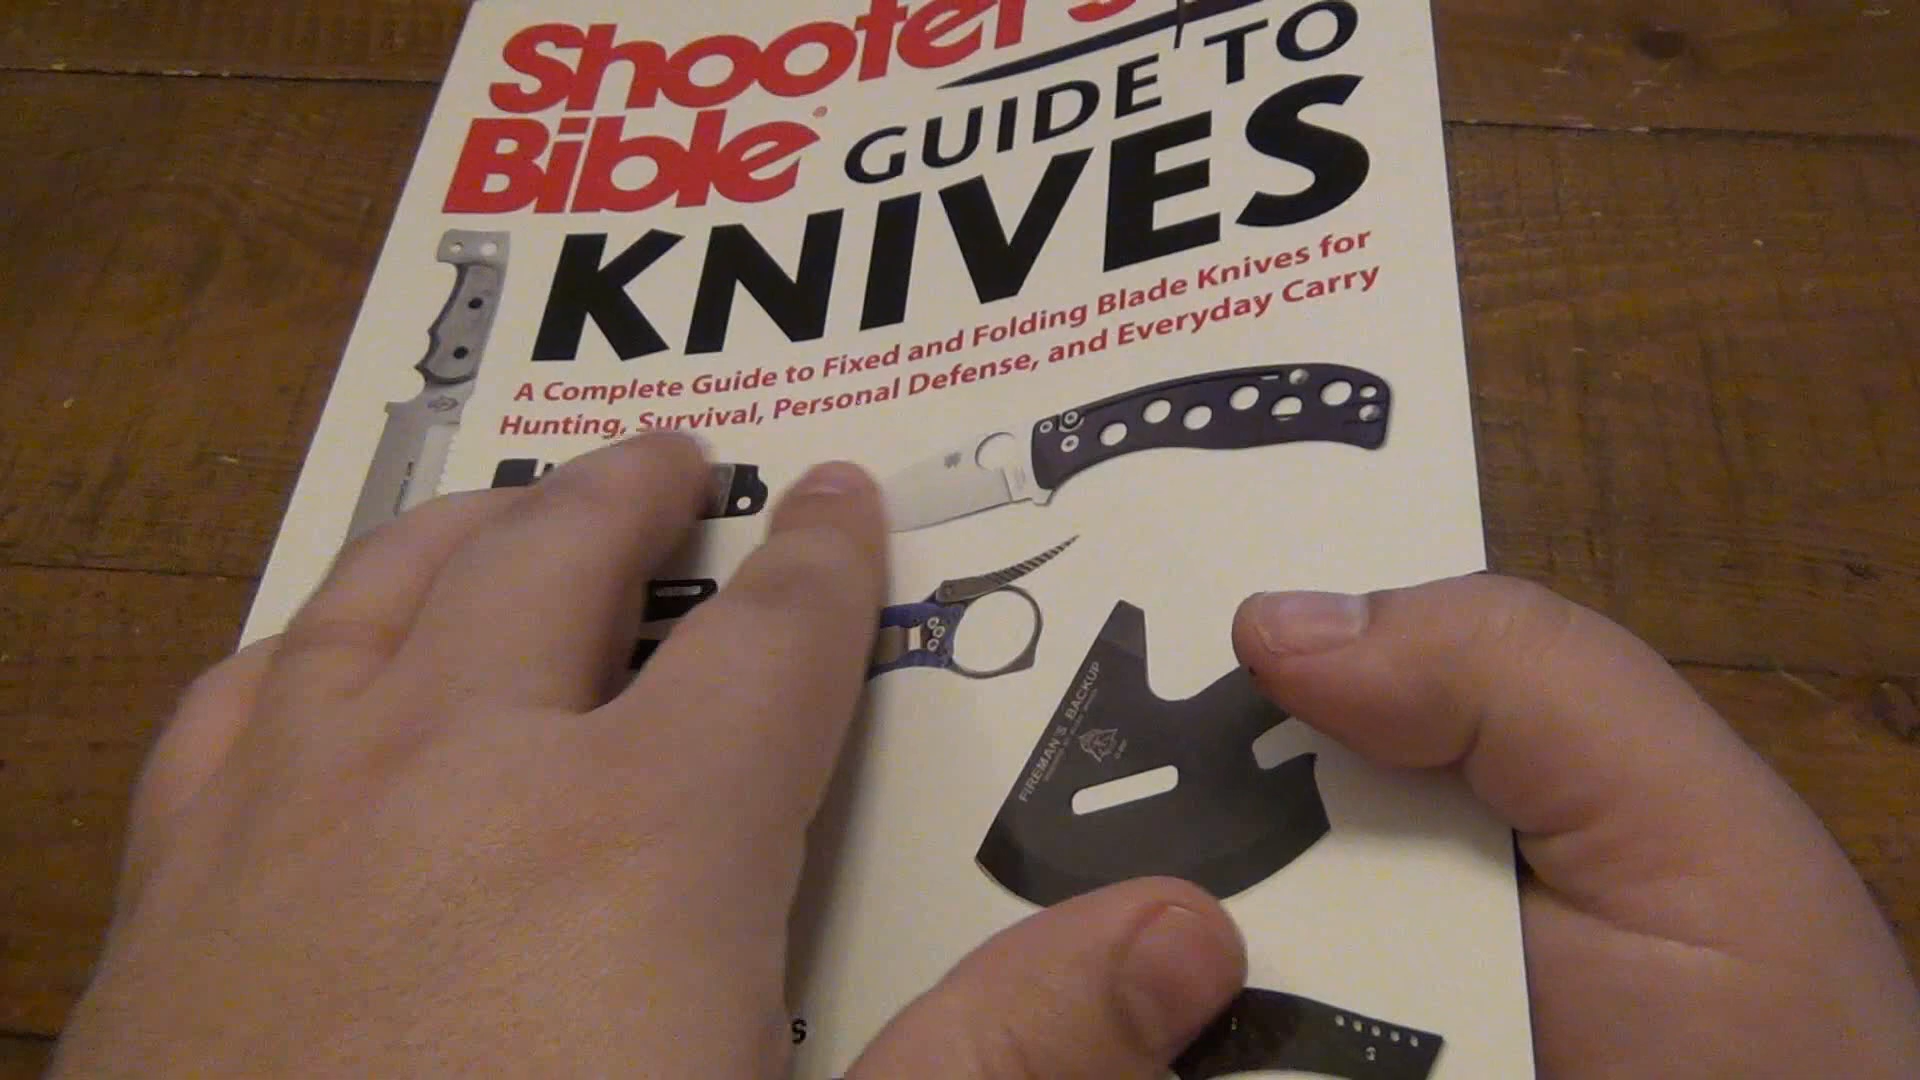 Shooter's
Bible® GUIDE TO
KNIVES
A Complete Guide to Fixed and Folding Blade Knives for
Hunting, Survival, Personal Defense, and Everyday Carry
FIREMAN'S BACKUP
S